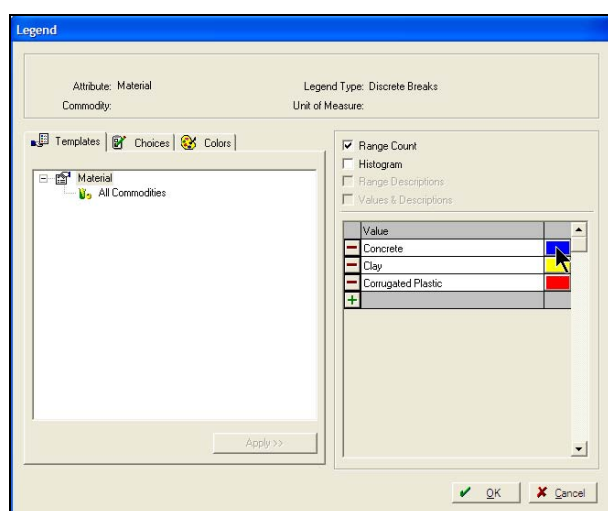 Legend
Attribute: Material
Legend Type: Discrete Breaks
Commodity:
Unit of Measure:
Templates
Choices
Colors
Material
All Commodities
Apply >>
Range Count
Histogram
Range Descriptions
Values & Descriptions
Value
Concrete
Clay
Corrugated Plastic
OK
Cancel